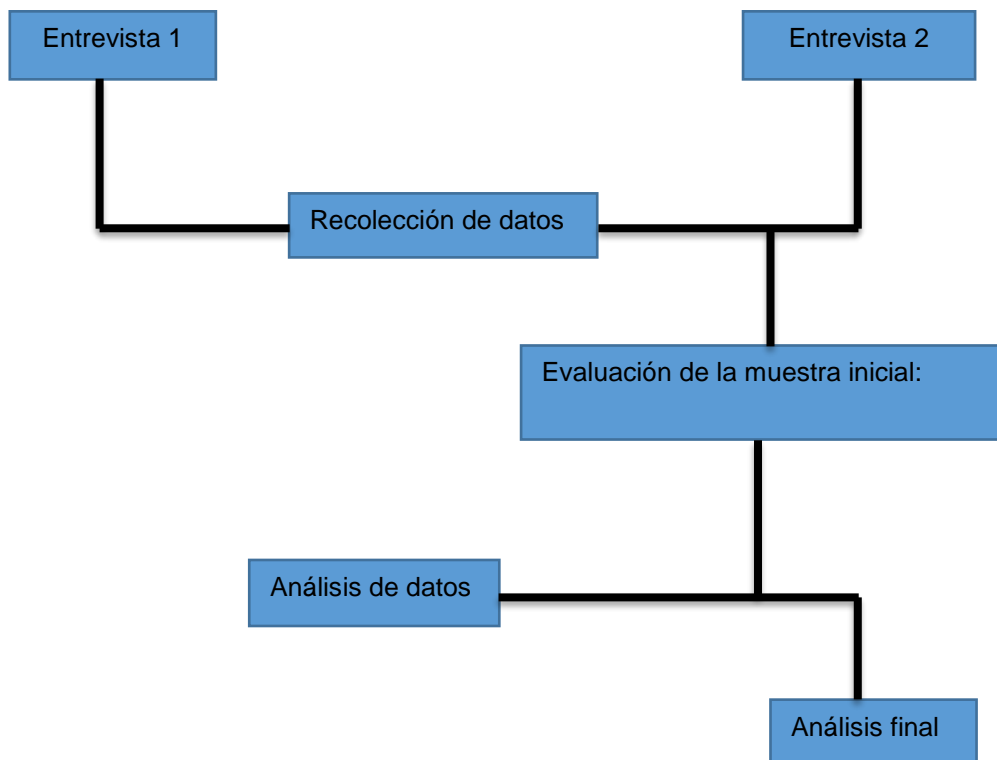 Entrevista 1
Entrevista 2
Recolección de datos
Evaluación de la muestra inicial:
Análisis de datos
Análisis final